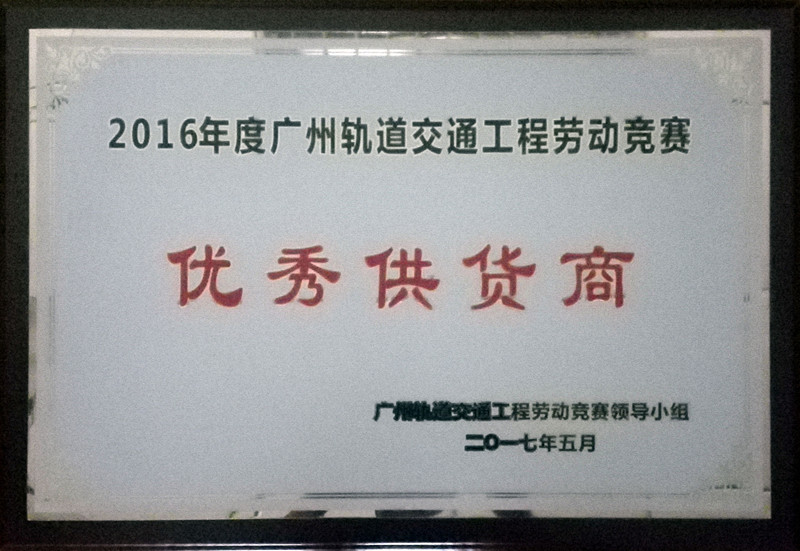 2016年度广州轨道交通工程劳动竞赛
优秀供货商
广州轨道交通工程劳动竞赛领导小组
二〇一七年五月